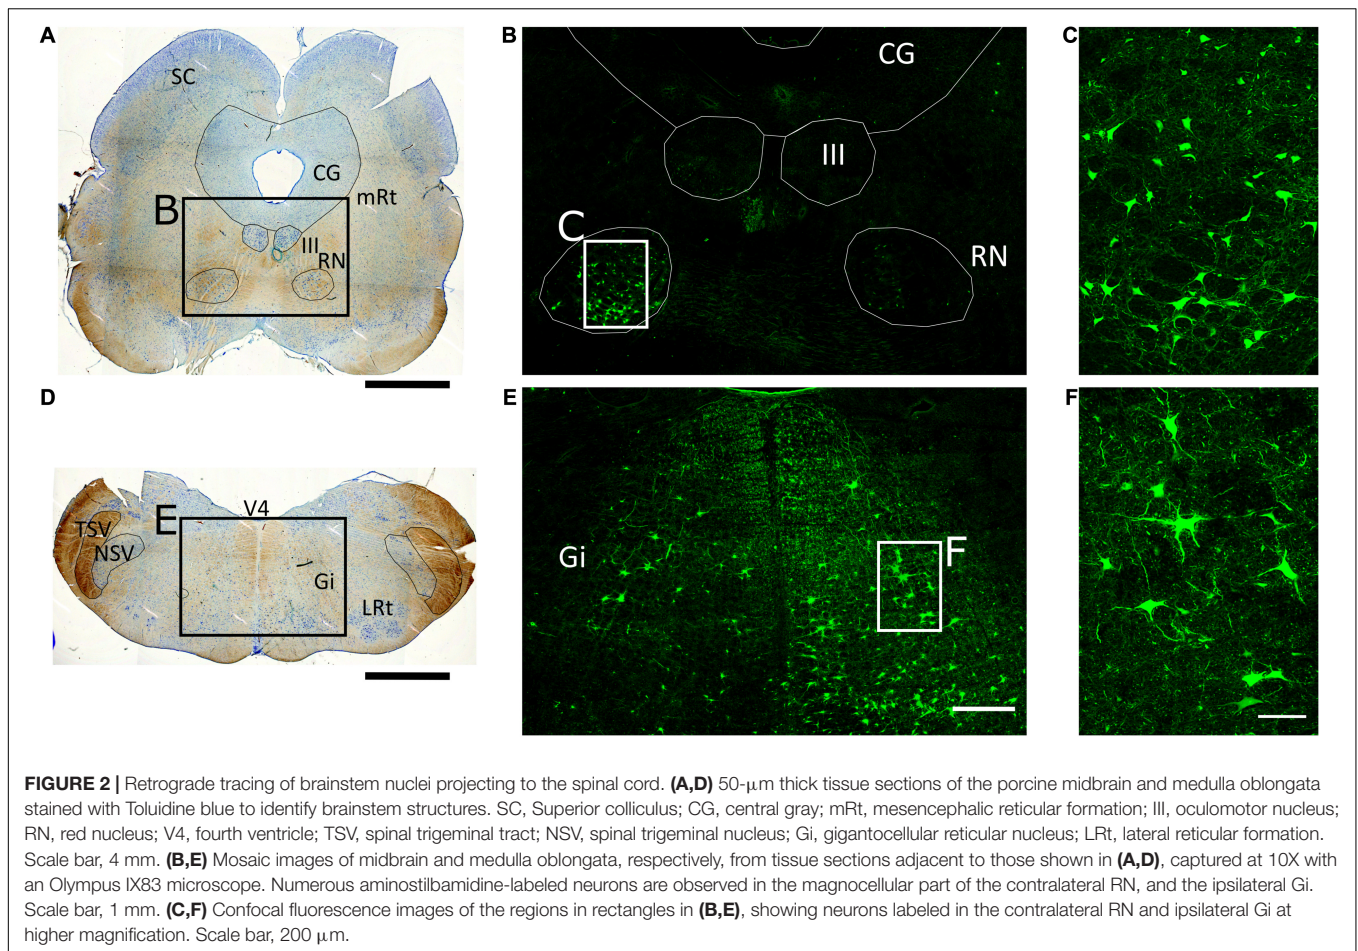 A
SC
CG
B
mRt
III
RN
B
CG
III
C
RN
C
D
V4
E
TSV
NSV
Gi
LRt
E
Gi
F
F
FIGURE 2 | Retrograde tracing of brainstem nuclei projecting to the spinal cord. (A,D) 50-μm thick tissue sections of the porcine midbrain and medulla oblongata
stained with Toluidine blue to identify brainstem structures. SC, Superior colliculus; CG, central gray; mRt, mesencephalic reticular formation; III, oculomotor nucleus;
RN, red nucleus; V4, fourth ventricle; TSV, spinal trigeminal tract; NSV, spinal trigeminal nucleus; Gi, gigantocellular reticular nucleus; LRt, lateral reticular formation.
Scale bar, 4 mm. (B,E) Mosaic images of midbrain and medulla oblongata, respectively, from tissue sections adjacent to those shown in (A,D), captured at 10X with
an Olympus IX83 microscope. Numerous aminostilbamidine-labeled neurons are observed in the magnocellular part of the contralateral RN, and the ipsilateral Gi.
Scale bar, 1 mm. (C,F) Confocal fluorescence images of the regions in rectangles in (B,E), showing neurons labeled in the contralateral RN and ipsilateral Gi at
higher magnification. Scale bar, 200 μm.